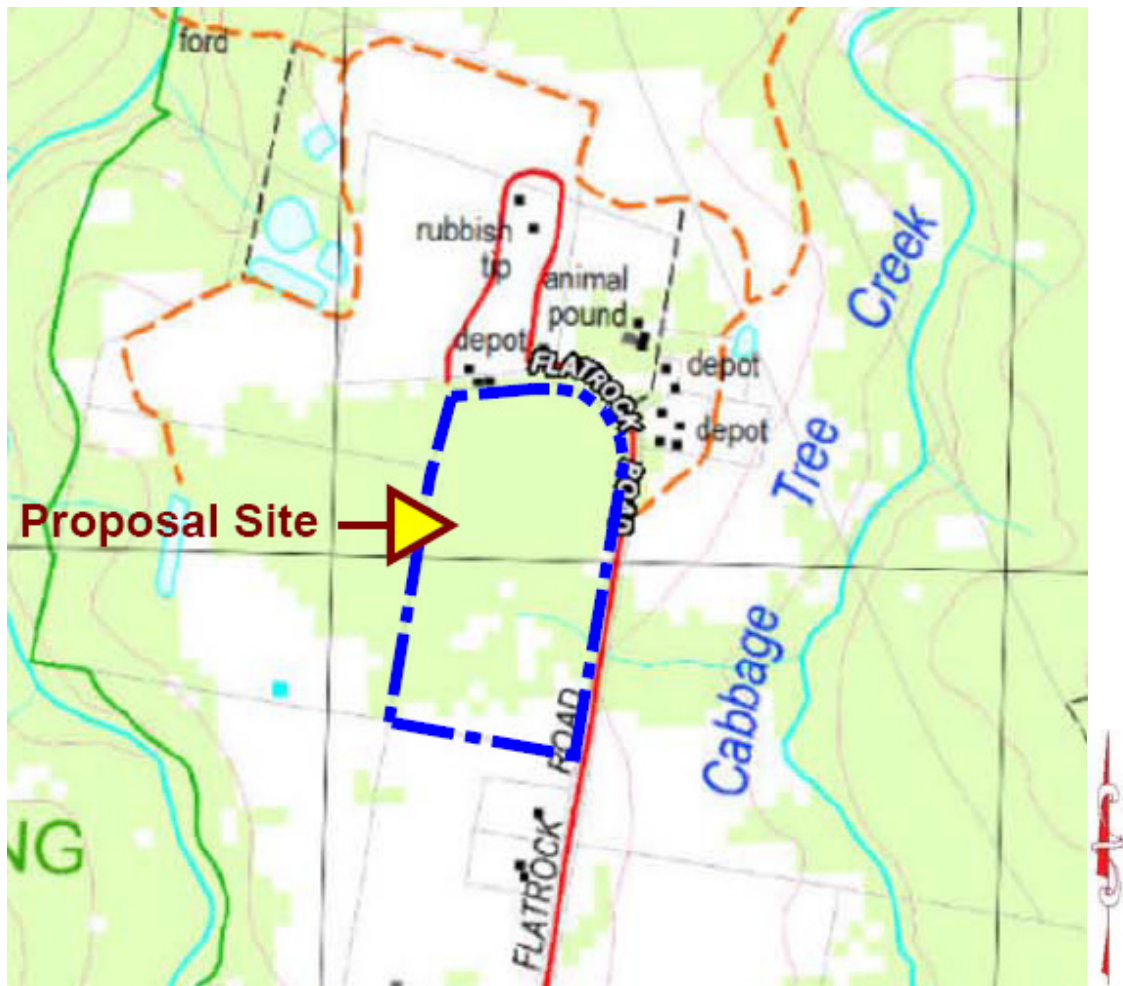 ford
rubbish
tip
animal
pound
depot
FLATROCK
depot
depot
ROAD
Creek
Tree
Cabbage
Proposal Site
ROAD
FLATROCK
NG